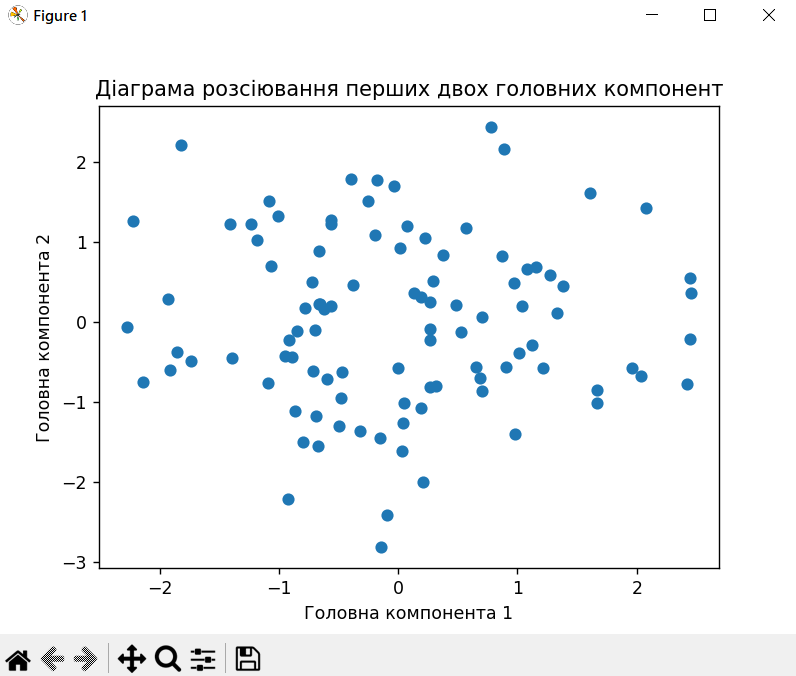 Figure 1
Діаграма розсіювання перших двох головних компонент
Головна компонента 2
2
1
0
−1
−2
−3
−2
−1
0
1
2
Головна компонента 1